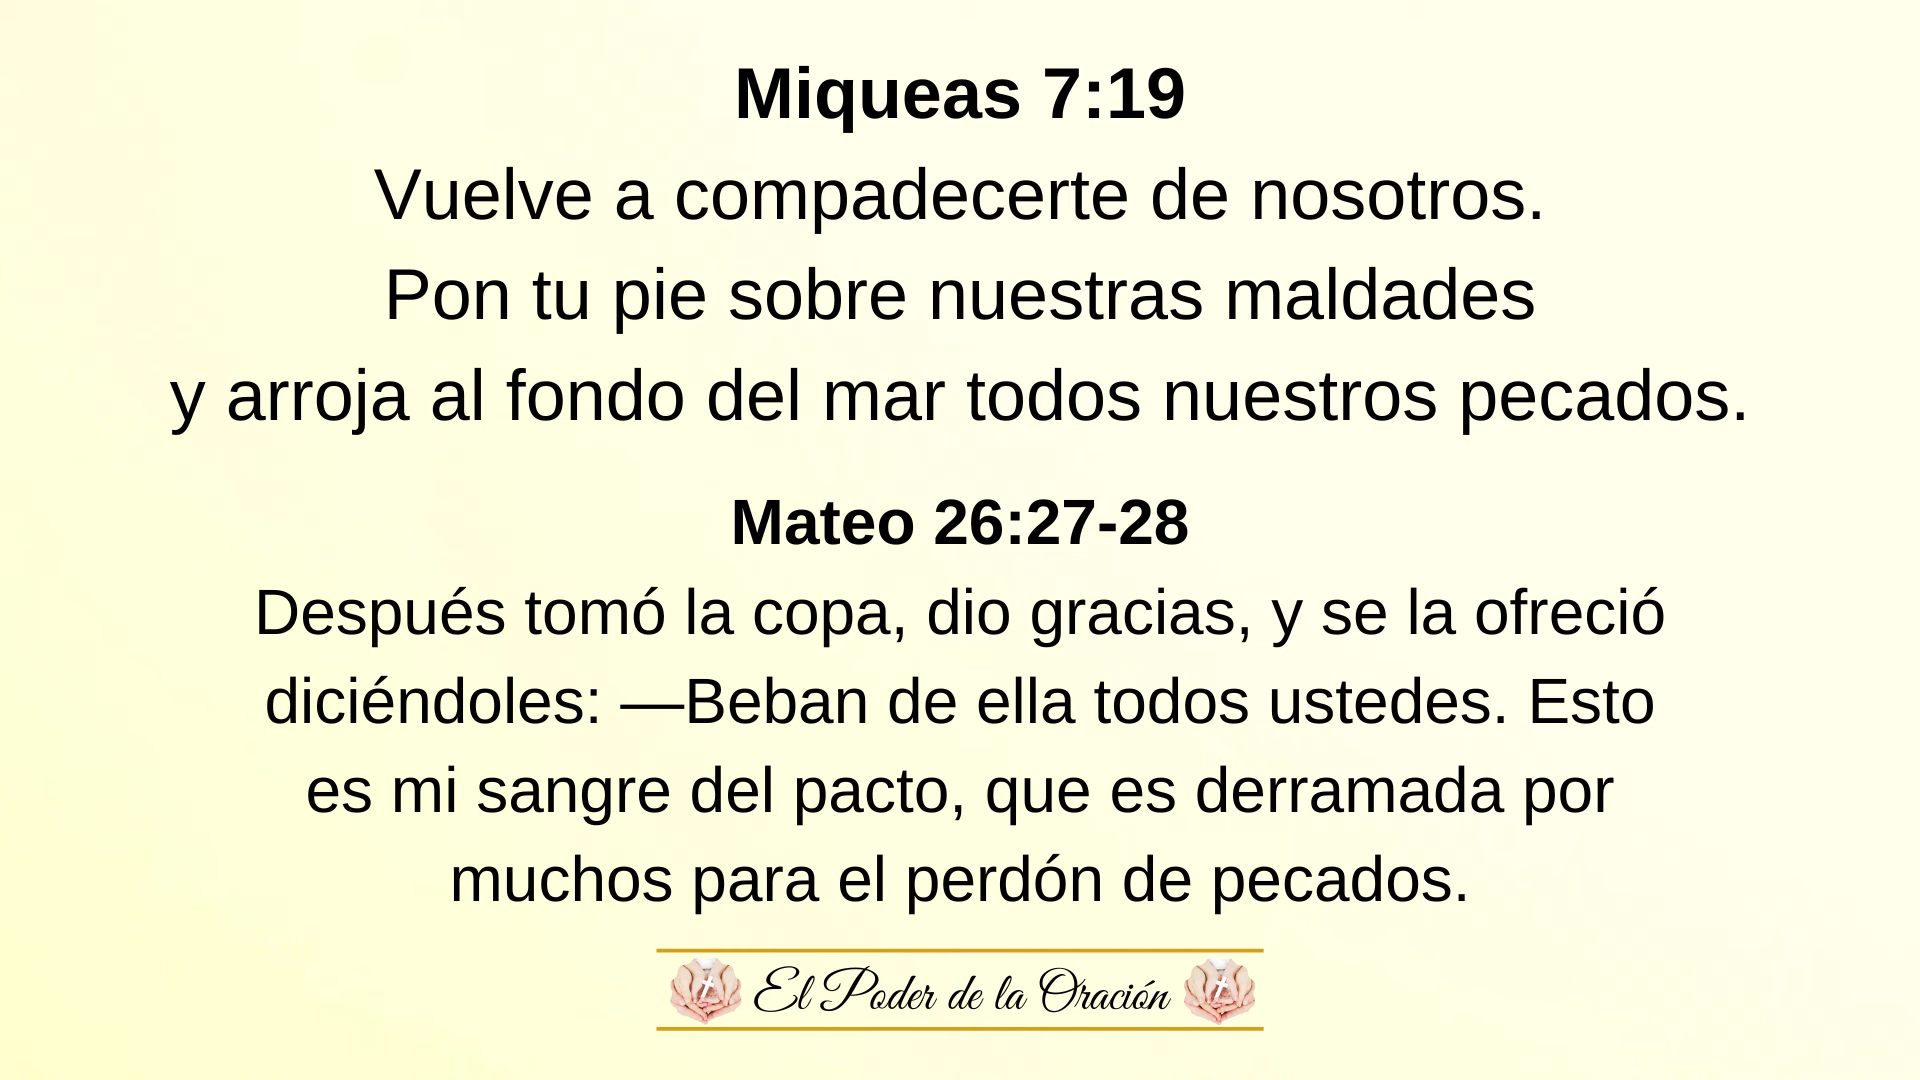 Miqueas 7:19
Vuelve a compadecerte de nosotros.
Pon tu pie sobre nuestras maldades
y arroja al fondo del mar todos nuestros pecados.
Mateo 26:27-28
Después tomó la copa, dio gracias, y se la ofreció
diciéndoles: —Beban de ella todos ustedes. Esto
es mi sangre del pacto, que es derramada por
muchos para el perdón de pecados.
El Poder de la Oración